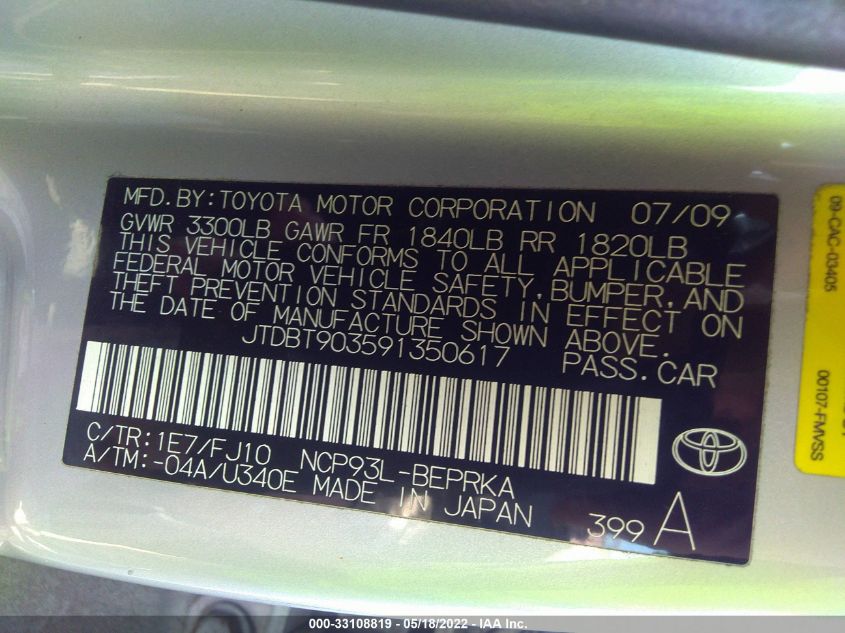 MFD.BY:TOYOTA MOTOR CORPORATION 07/09
GVWR 3300LB GAWR FR 1840LB RR 1820LB
THIS VEHICLE CONFORMS TO ALL APPLICABLE
FEDERAL MOTOR VEHICLE SAFETY,BUMPER,AND
THEFT PREVENTION STANDARDS IN EFFECT ON
THE DATE OF MANUFACTURE SHOWN ABOVE.
JTDBT903591350617 PASS.CAR
C/TR:1E7/FJ10 NCP93L-BEPRKA
A/TM:-04A/U340E MADE IN JAPAN
399 A
09-CAC-03405
00107-FMVSS
000-33108819 / 05/18/2022 - IAA Inc.